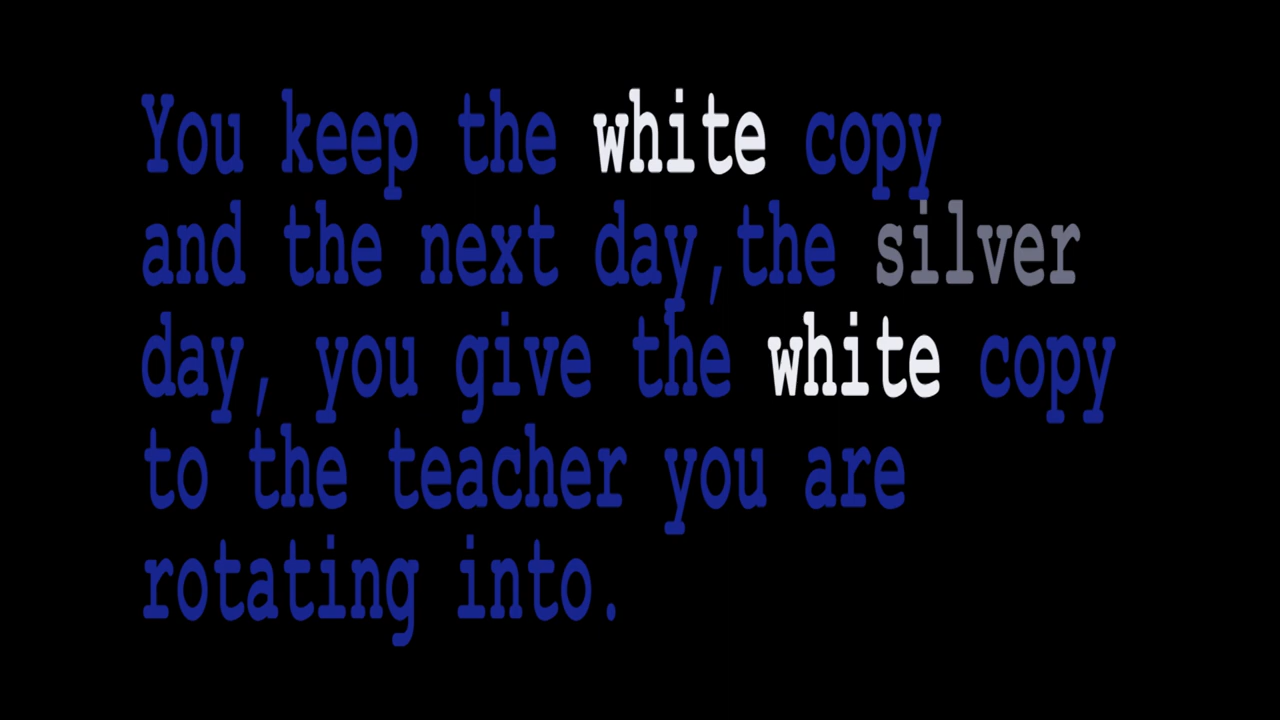 You keep the white copy
and the next day,the silver
day, you give the white copy
to the teacher you are
rotating into.